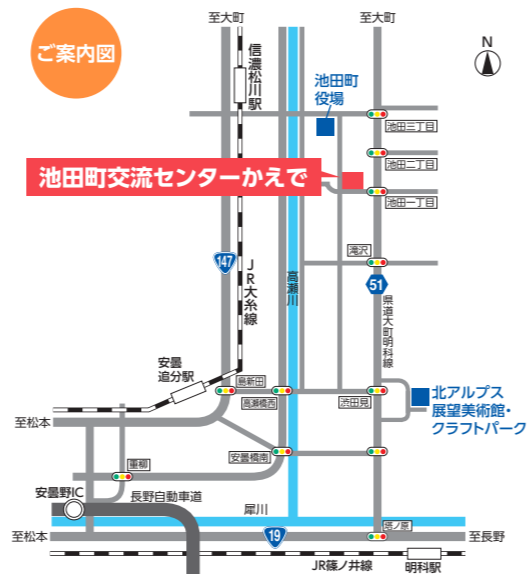 ご案内図
至大町
至大町
N
信濃松川駅
池田町
役場
池田三丁目
池田二丁目
池田町交流センターかえで
池田一丁目
滝沢
147
JR大糸線
高瀬川
51
県道大町明科線
安曇
追分駅
島新田
高瀬橋西
渋田見
北アルプス
展望美術館・
クラフトパーク
至松本
安曇橋南
重柳
安曇野IC
長野自動車道
犀川
至松本
19
塔ノ原
至長野
JR篠ノ井線
明科駅